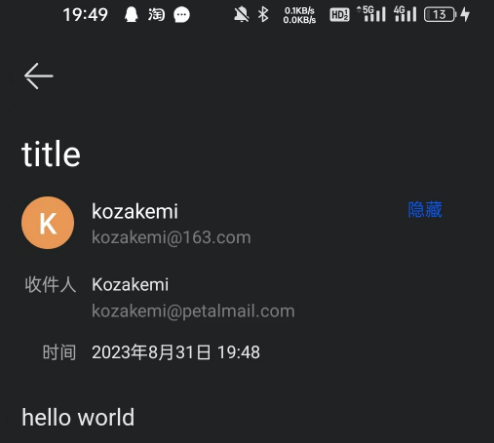 19:49 淘 0.1KB/s 0.0KB/s HD2 5G 4G 13
title
K
kozakemi 隐藏
kozakemi@163.com
收件人 Kozakemi
kozakemi@petalmail.com
时间 2023年8月31日 19:48
hello world